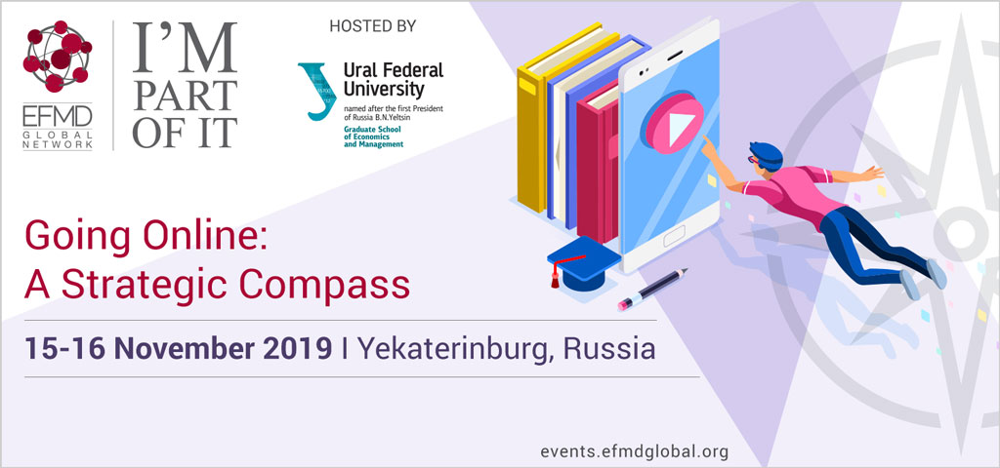 EFMD
GLOBAL
NETWORK
I'M
PART
OF IT
HOSTED BY
Ural Federal
University
named after the first President
of Russia B.N.Yeltsin
Graduate School
of Economics
and Management
Going Online:
A Strategic Compass
15-16 November 2019 I Yekaterinburg, Russia
events.efmdglobal.org